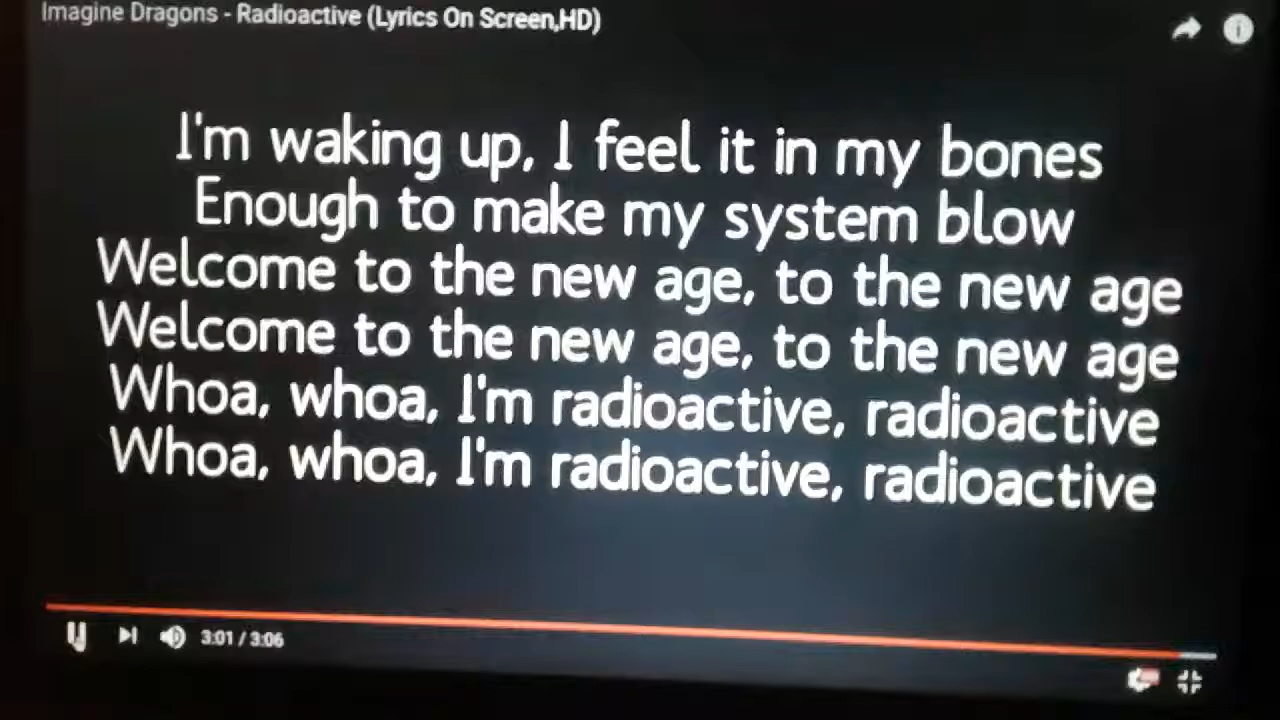 Imagine Dragons - Radioactive (Lyrics On Screen,HD)
I'm waking up, I feel it in my bones
Enough to make my system blow
Welcome to the new age, to the new age
Welcome to the new age, to the new age
Whoa, whoa, I'm radioactive, radioactive
Whoa, whoa, I'm radioactive, radioactive
3:01 / 3:06